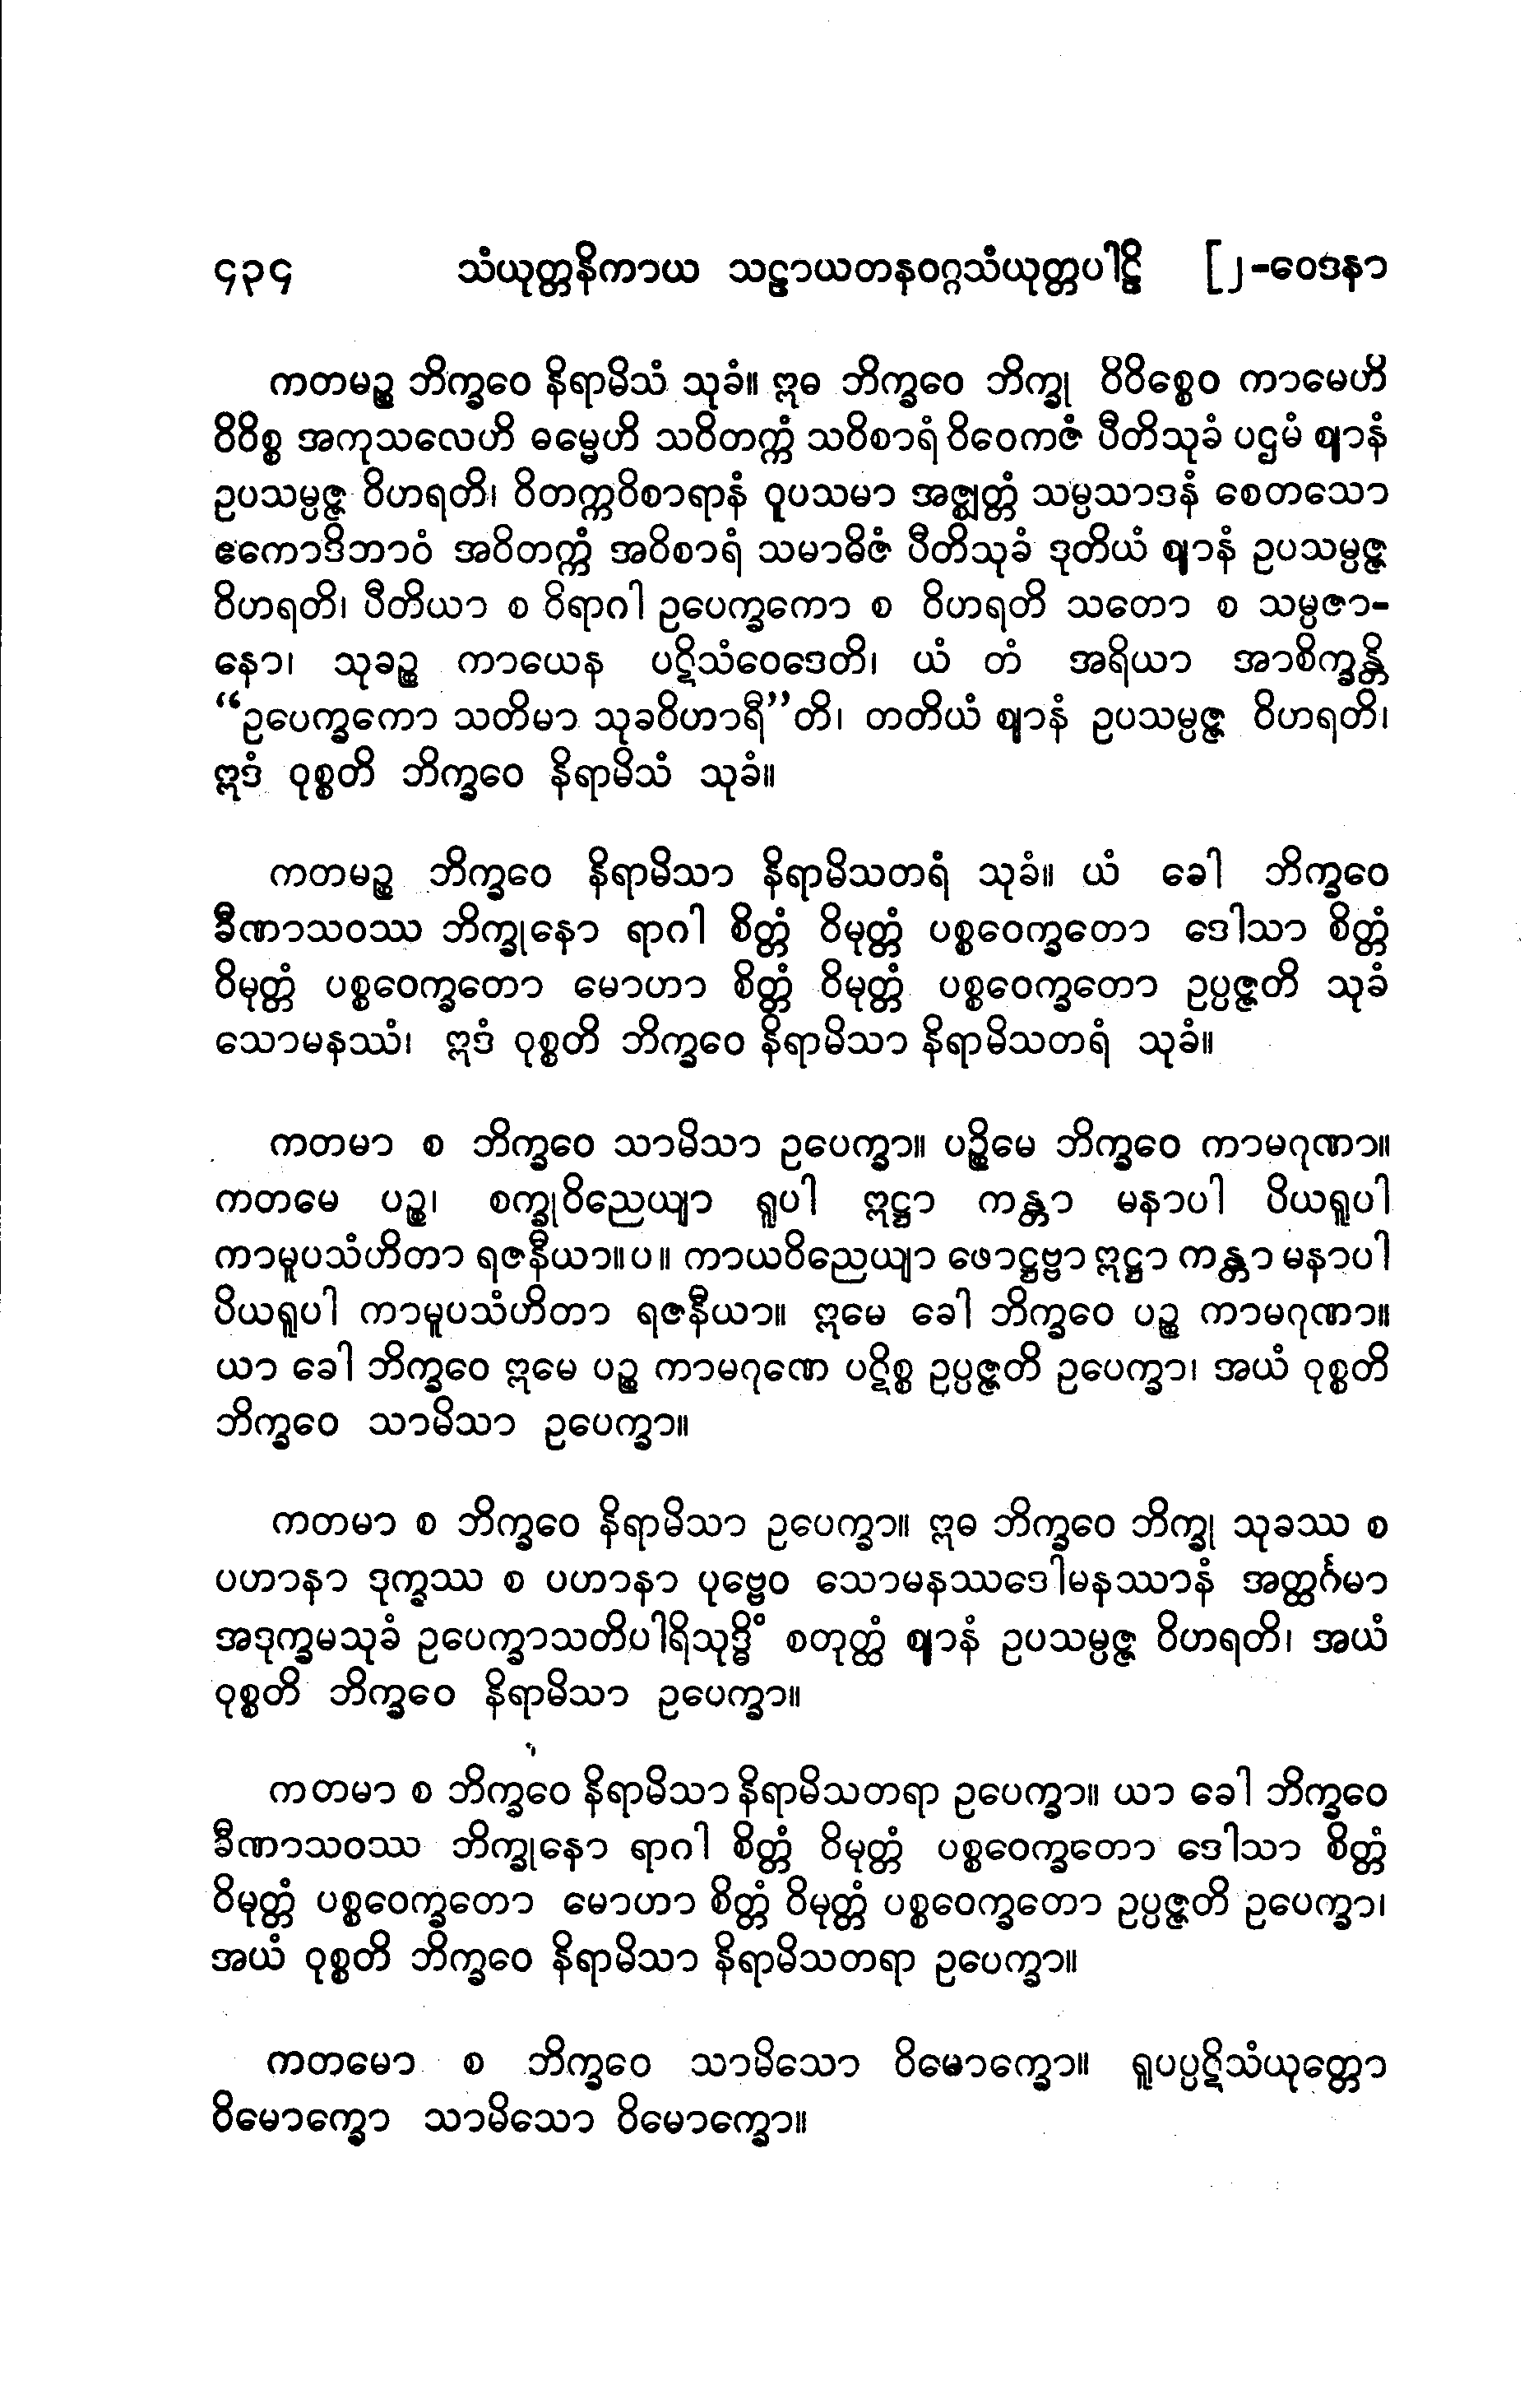 ၄၃၄ သံယုတ္တနိကာယ သဠာယတနဝဂ္ဂသံယုတ္တပါဠိ [၂-ဝေဒနာ
ကတမဉ္စ ဘိက္ခဝေ နိရာမိသံ သုခံ။ ဣဓ ဘိက္ခဝေ ဘိက္ခု ဝိဝိစ္စေဝ ကာမေဟိ
ဝိဝိစ္စ အကုသလေဟိ ဓမ္မေဟိ သဝိတက္ကံ သဝိစာရံ ဝိဝေကဇံ ပီတိသုခံ ပဌမံ ဈာနံ
ဥပသမ္ပဇ္ဇ ဝိဟရတိ၊ ဝိတက္ကဝိစာရာနံ ဝူပသမာ အဇ္ဈတ္တံ သမ္ပသာဒနံ စေတသော
ဧကောဒိဘာဝံ အဝိတက္ကံ အဝိစာရံ သမာဓိဇံ ပီတိသုခံ ဒုတိယံ ဈာနံ ဥပသမ္ပဇ္ဇ
ဝိဟရတိ၊ ပီတိယာ စ ဝိရာဂါ ဥပေက္ခကော စ ဝိဟရတိ သတော စ သမ္ပဇာ-
နော၊ သုခဉ္စ ကာယေန ပဋိသံဝေဒေတိ၊ ယံ တံ အရိယာ အာစိက္ခန္တိ
“ဥပေက္ခကော သတိမာ သုခဝိဟာရီ”တိ၊ တတိယံ ဈာနံ ဥပသမ္ပဇ္ဇ ဝိဟရတိ၊
ဣဒံ ဝုစ္စတိ ဘိက္ခဝေ နိရာမိသံ သုခံ။
ကတမဉ္စ ဘိက္ခဝေ နိရာမိသာ နိရာမိသတရံ သုခံ။ ယံ ခေါ ဘိက္ခဝေ
ခီဏာသဝဿ ဘိက္ခုနော ရာဂါ စိတ္တံ ဝိမုတ္တံ ပစ္စဝေက္ခတော ဒေါသာ စိတ္တံ
ဝိမုတ္တံ ပစ္စဝေက္ခတော မောဟာ စိတ္တံ ဝိမုတ္တံ ပစ္စဝေက္ခတော ဥပ္ပဇ္ဇတိ သုခံ
သောမနဿံ၊ ဣဒံ ဝုစ္စတိ ဘိက္ခဝေ နိရာမိသာ နိရာမိသတရံ သုခံ။
ကတမာ စ ဘိက္ခဝေ သာမိသာ ဥပေက္ခာ။ ပဉ္စိမေ ဘိက္ခဝေ ကာမဂုဏာ။
ကတမေ ပဉ္စ၊ စက္ခုဝိညေယျာ ရူပါ ဣဋ္ဌာ ကန္တာ မနာပါ ပိယရူပါ
ကာမူပသံဟိတာ ရဇနီယာ။ပ။ ကာယဝိညေယျာ ဖောဋ္ဌဗ္ဗာ ဣဋ္ဌာ ကန္တာ မနာပါ
ပိယရူပါ ကာမူပသံဟိတာ ရဇနီယာ။ ဣမေ ခေါ ဘိက္ခဝေ ပဉ္စ ကာမဂုဏာ။
ယာ ခေါ ဘိက္ခဝေ ဣမေ ပဉ္စ ကာမဂုဏေ ပဋိစ္စ ဥပ္ပဇ္ဇတိ ဥပေက္ခာ၊ အယံ ဝုစ္စတိ
ဘိက္ခဝေ သာမိသာ ဥပေက္ခာ။
ကတမာ စ ဘိက္ခဝေ နိရာမိသာ ဥပေက္ခာ။ ဣဓ ဘိက္ခဝေ ဘိက္ခု သုခဿ စ
ပဟာနာ ဒုက္ခဿ စ ပဟာနာ ပုဗ္ဗေဝ သောမနဿဒေါမနဿာနံ အတ္ထင်္ဂမာ
အဒုက္ခမသုခံ ဥပေက္ခာသတိပါရိသုဒ္ဓိံ စတုတ္ထံ ဈာနံ ဥပသမ္ပဇ္ဇ ဝိဟရတိ၊ အယံ
ဝုစ္စတိ ဘိက္ခဝေ နိရာမိသာ ဥပေက္ခာ။
ကတမာ စ ဘိက္ခဝေ နိရာမိသာ နိရာမိသတရာ ဥပေက္ခာ။ ယာ ခေါ ဘိက္ခဝေ
ခီဏာသဝဿ ဘိက္ခုနော ရာဂါ စိတ္တံ ဝိမုတ္တံ ပစ္စဝေက္ခတော ဒေါသာ စိတ္တံ
ဝိမုတ္တံ ပစ္စဝေက္ခတော မောဟာ စိတ္တံ ဝိမုတ္တံ ပစ္စဝေက္ခတော ဥပ္ပဇ္ဇတိ ဥပေက္ခာ၊
အယံ ဝုစ္စတိ ဘိက္ခဝေ နိရာမိသာ နိရာမိသတရာ ဥပေက္ခာ။
ကတမော စ ဘိက္ခဝေ သာမိသော ဝိမောက္ခော။ ရူပပ္ပဋိသံယုတ္တော
ဝိမောက္ခော သာမိသော ဝိမောက္ခော။